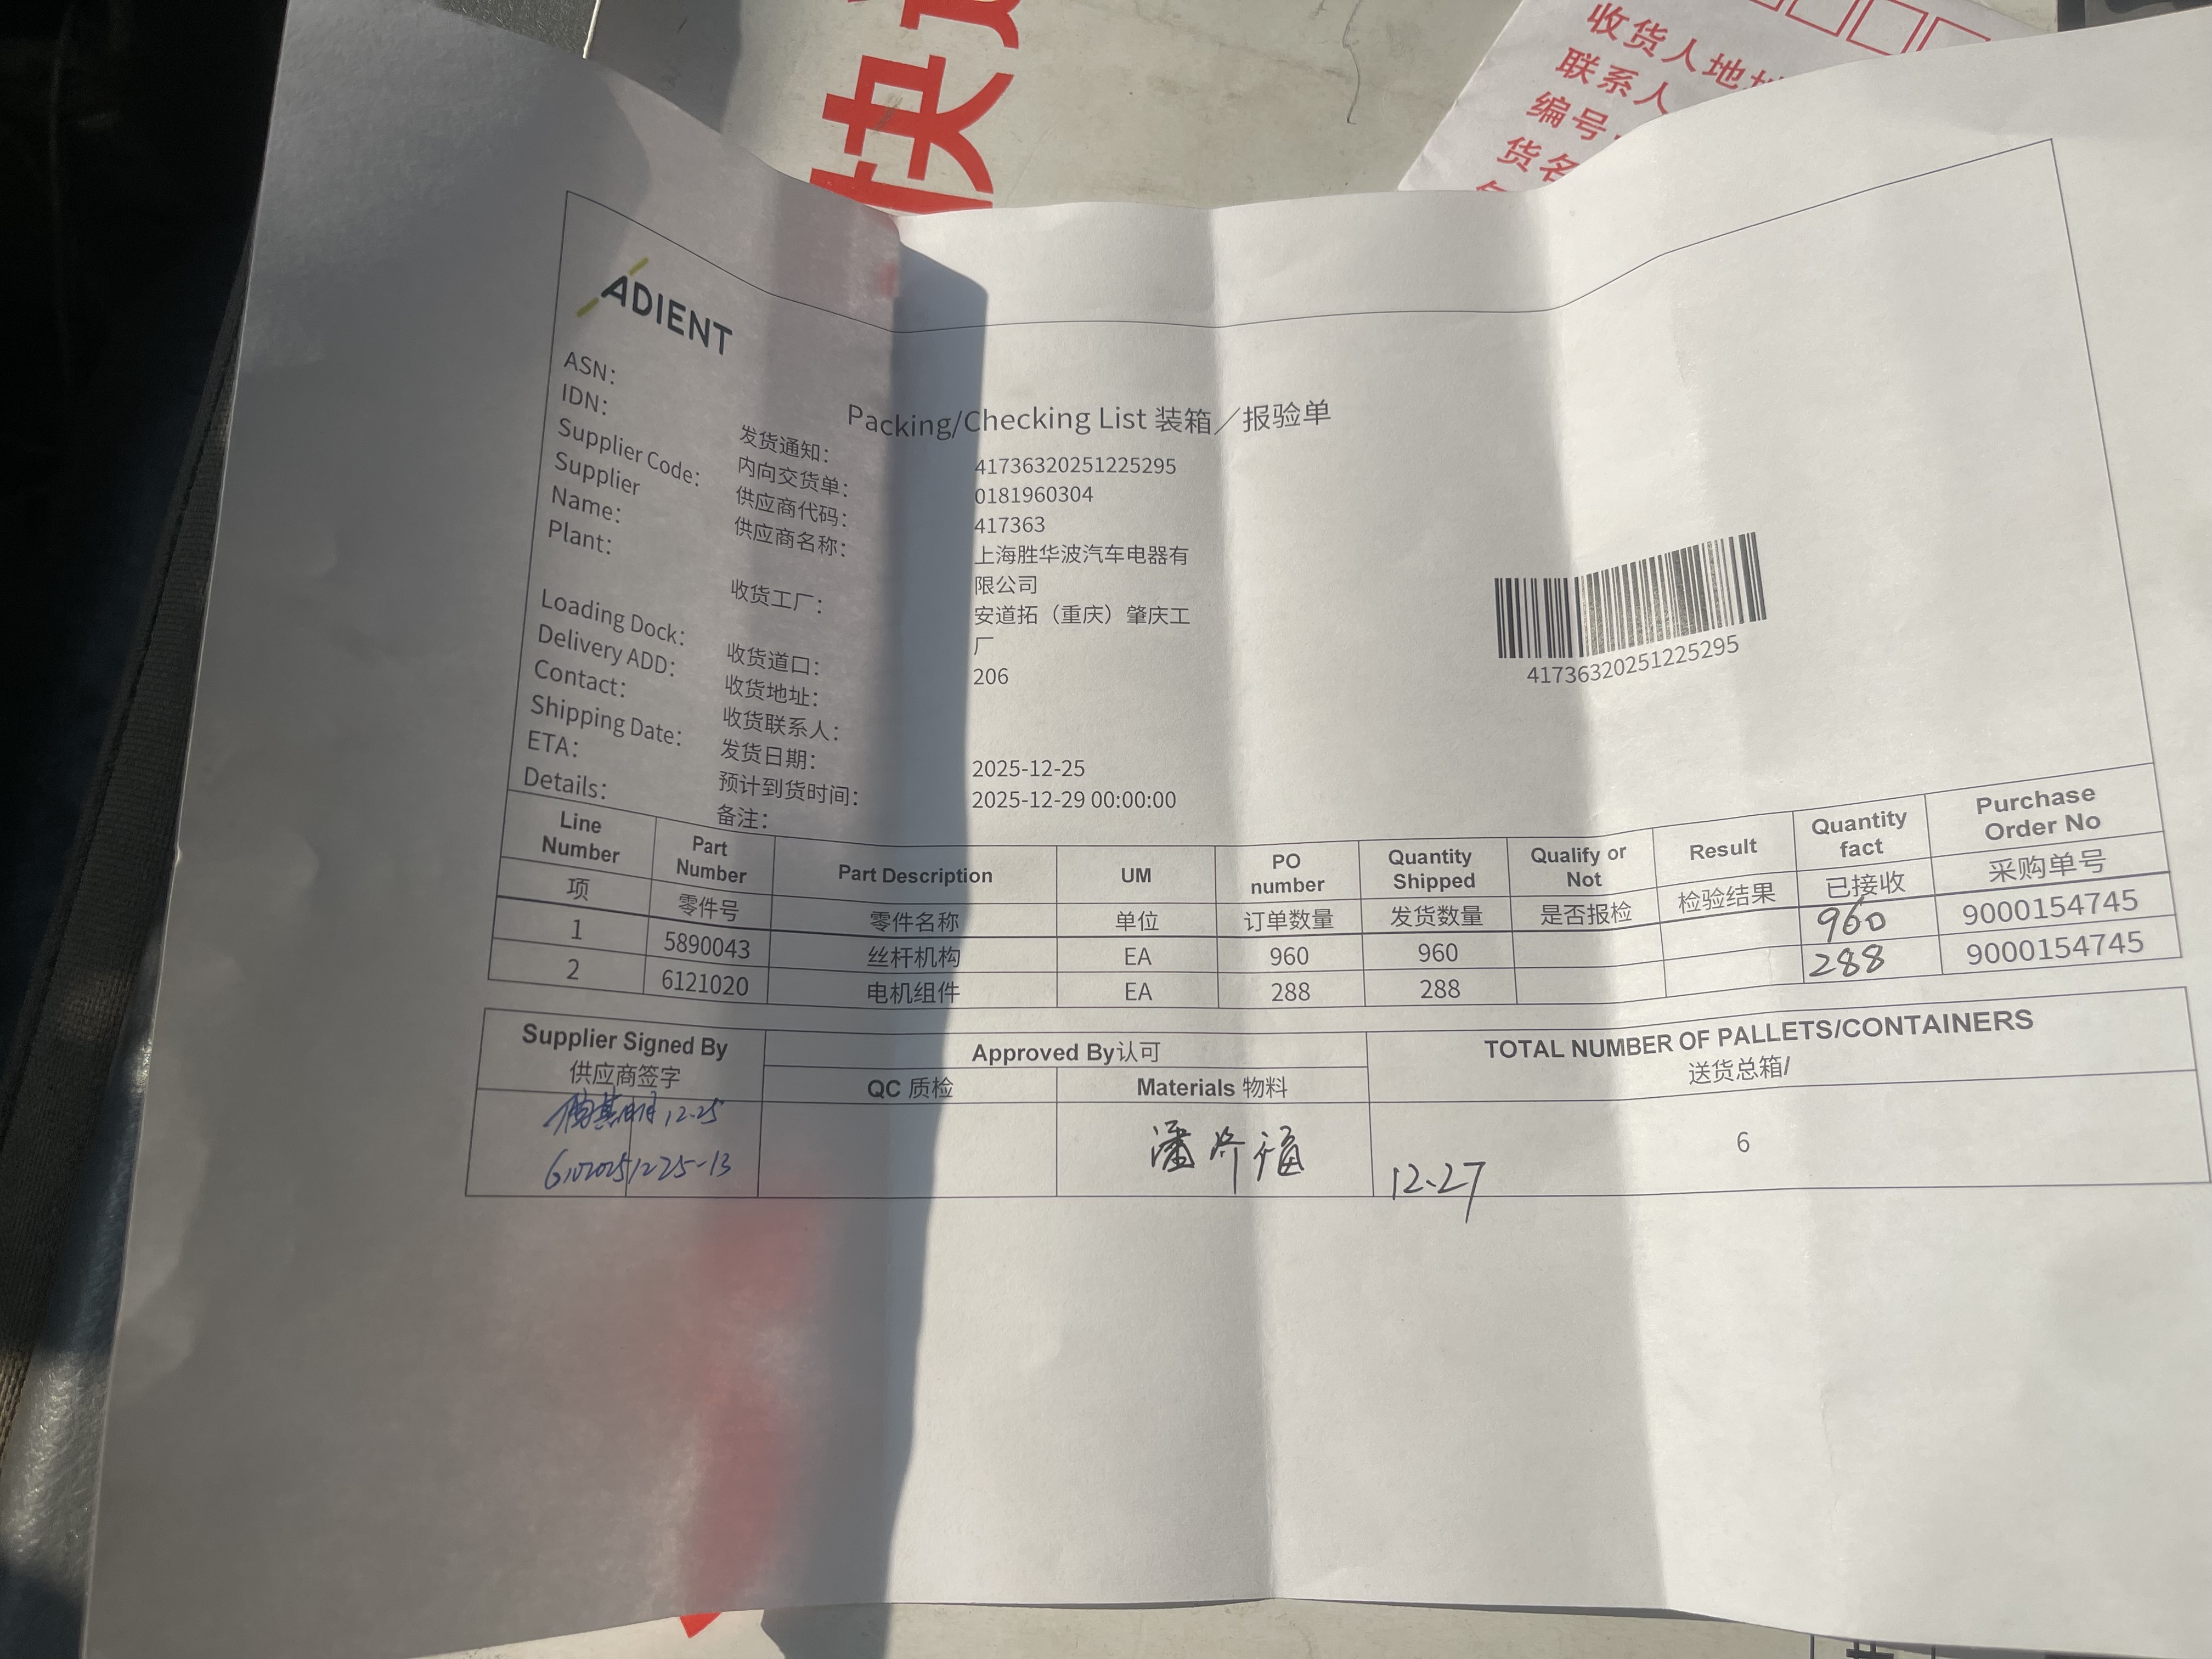 快
收货人地址
联系人
编号
货名
ADIENT
Packing/Checking List 装箱／报验单
ASN: 发货通知: 41736320251225295
IDN: 内向交货单: 0181960304
Supplier Code: 供应商代码: 417363
Supplier Name: 供应商名称: 上海胜华波汽车电器有
限公司
Plant: 收货工厂: 安道拓（重庆）肇庆工
厂
Loading Dock: 收货道口: 206
Delivery ADD: 收货地址:
Contact: 收货联系人:
Shipping Date: 发货日期: 2025-12-25
ETA: 预计到货时间: 2025-12-29 00:00:00
Details: 备注:
41736320251225295
Line Number Part Number Part Description UM PO number Quantity Shipped Qualify or Not Result Quantity fact Purchase Order No
项 零件号 零件名称 单位 订单数量 发货数量 是否报检 检验结果 已接收 采购单号
1 5890043 丝杆机构 EA 960 960 960 9000154745
2 6121020 电机组件 EA 288 288 288 9000154745
Supplier Signed By Approved By认可 TOTAL NUMBER OF PALLETS/CONTAINERS
供应商签字 QC 质检 Materials 物料 送货总箱/
12-25
20251225-13
潘 福 12.27
6